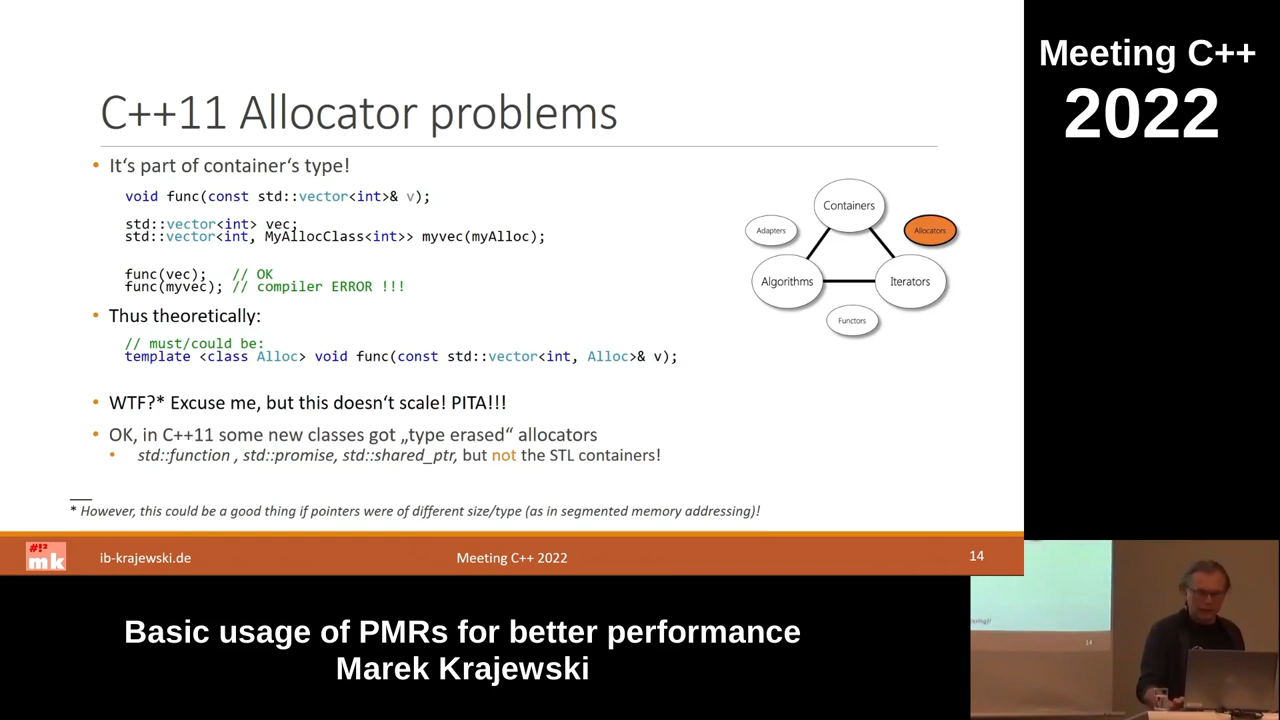 C++11 Allocator problems
• It‘s part of container‘s type!
void func(const std::vector<int>& v);
std::vector<int> vec;
std::vector<int, MyAllocClass<int>> myvec(myAlloc);
func(vec);   // OK
func(myvec); // compiler ERROR !!!
• Thus theoretically:
// must/could be:
template <class Alloc> void func(const std::vector<int, Alloc>& v);
• WTF?* Excuse me, but this doesn‘t scale! PITA!!!
• OK, in C++11 some new classes got „type erased“ allocators
• std::function , std::promise, std::shared_ptr, but not the STL containers!
* However, this could be a good thing if pointers were of different size/type (as in segmented memory addressing)!
Containers
Adapters
Allocators
Algorithms
Iterators
Functors
#!²
mk
ib-krajewski.de
Meeting C++ 2022
14
Meeting C++
2022
Basic usage of PMRs for better performance
Marek Krajewski
14